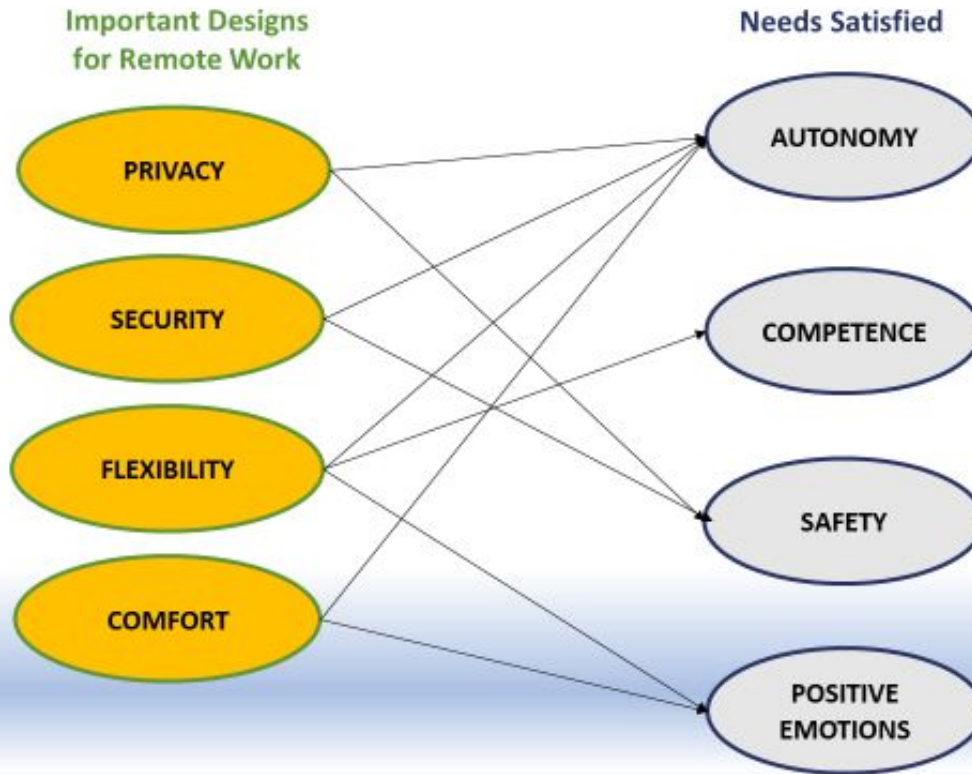 Important Designs
for Remote Work
PRIVACY
SECURITY
FLEXIBILITY
COMFORT
Needs Satisfied
AUTONOMY
COMPETENCE
SAFETY
POSITIVE
EMOTIONS